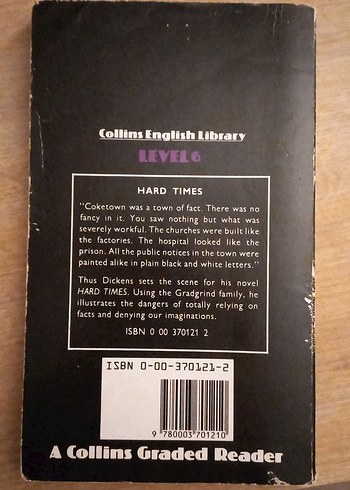 Collins English Library
LEVEL 6
HARD TIMES
"Coketown was a town of fact. There was no
fancy in it. You saw nothing but what was
severely workful. The churches were built like
the factories. The hospital looked like the
prison. All the public notices in the town were
painted alike in plain black and white letters."
Thus Dickens sets the scene for his novel
HARD TIMES. Using the Gradgrind family, he
illustrates the dangers of totally relying on
facts and denying our imaginations.
ISBN 0 00 370121 2
ISBN 0-00-370121-2
9 780003 701210
A Collins Graded Reader